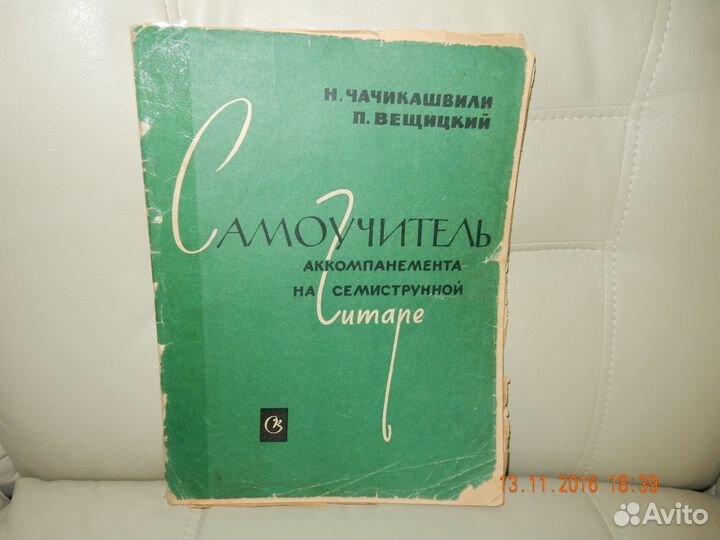 Н. ЧАЧИКАШВИЛИ
П. ВЕЩИЦКИЙ
САМОУЧИТЕЛЬ
АККОМПАНЕМЕНТА
НА СЕМИСТРУННОЙ
Гитаре
СК
13.11.2016 18:39
Avito